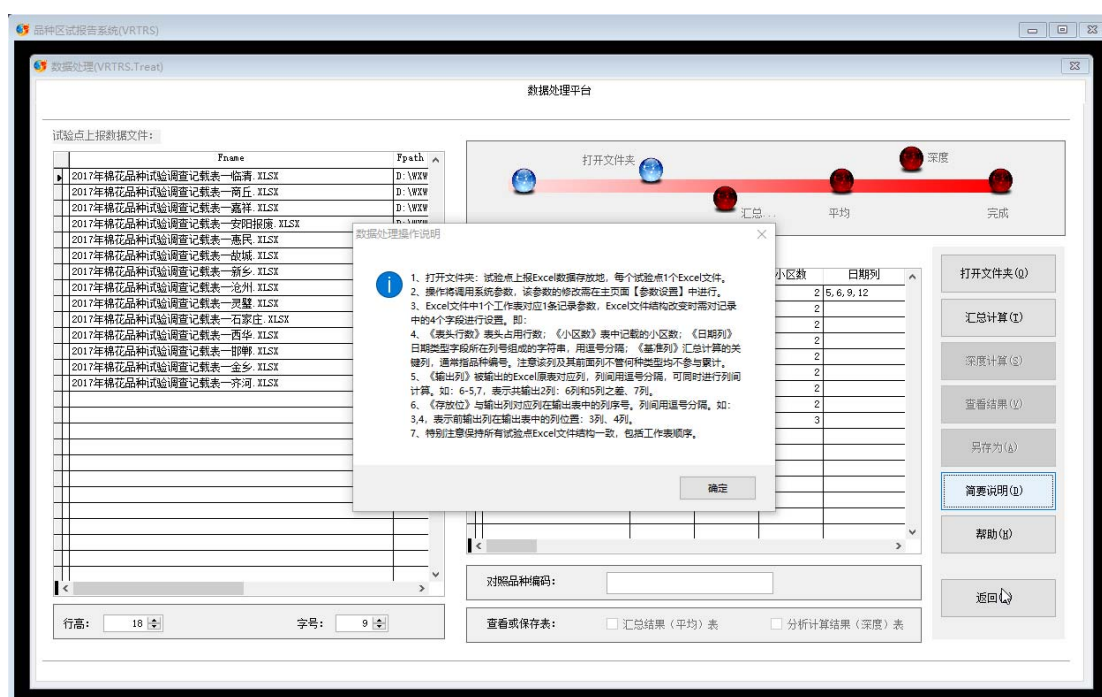 品种区试报告系统(VRTRS)
数据处理(VRTRS.Treat)
数据处理平台
试验点上报数据文件:
Fname Fpath
2017年棉花品种试验调查记载表—临清.XLSX D:\WXW
2017年棉花品种试验调查记载表—商丘.XLSX D:\WXW
2017年棉花品种试验调查记载表—嘉祥.XLSX D:\WXW
2017年棉花品种试验调查记载表—安阳报废.XLSX
2017年棉花品种试验调查记载表—惠民.XLSX
2017年棉花品种试验调查记载表—故城.XLSX
2017年棉花品种试验调查记载表—新乡.XLSX
2017年棉花品种试验调查记载表—沧州.XLSX
2017年棉花品种试验调查记载表—灵璧.XLSX
2017年棉花品种试验调查记载表—石家庄.XLSX
2017年棉花品种试验调查记载表—西华.XLSX
2017年棉花品种试验调查记载表—邯郸.XLSX
2017年棉花品种试验调查记载表—金乡.XLSX
2017年棉花品种试验调查记载表—齐河.XLSX
行高: 18
字号: 9
打开文件夹
深度
汇总...
平均
完成
数据处理操作说明
1、打开文件夹：试验点上报Excel数据存放地，每个试验点1个Excel文件。
2、操作将调用系统参数，该参数的修改需在主页面【参数设置】中进行。
3、Excel文件中1个工作表对应1条记录参数，Excel文件结构改变时需对记录
中的4个字段进行设置。即：
4、《表头行数》表头占用行数；《小区数》表中记载的小区数；《日期列》
日期类型字段所在列号组成的字符串，用逗号分隔；《基准列》汇总计算的关
键列，通常指品种编号。注意该列及其前面列不管何种类型均不参与累计。
5、《输出列》被输出的Excel原表对应列，列间用逗号分隔，可同时进行列间
计算。如：6-5,7，表示共输出2列：6列和5列之差、7列。
6、《存放位》与输出列对应列在输出表中的列序号。列间用逗号分隔。如：
3,4，表示前输出列在输出表中的列位置：3列、4列。
7、特别注意保持所有试验点Excel文件结构一致，包括工作表顺序。
确定
小区数 日期列
2 5,6,9,12
2
2
2
2
2
2
2
3
对照品种编码:
查看或保存表:
汇总结果（平均）表
分析计算结果（深度）表
打开文件夹(O)
汇总计算(T)
深度计算(S)
查看结果(V)
另存为(A)
简要说明(D)
帮助(H)
返回